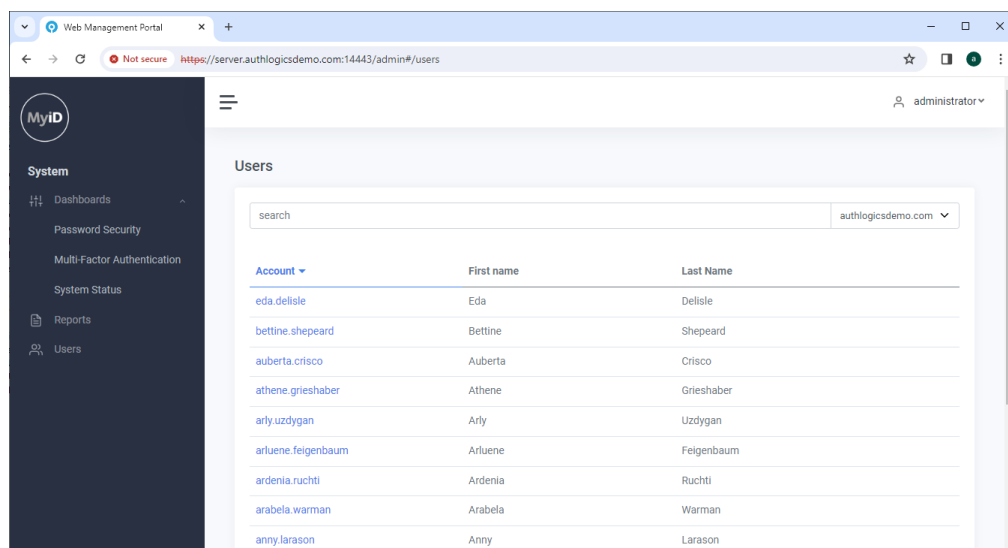 Web Management Portal
Not secure https://server.authlogicsdemo.com:14443/admin#/users
a
MyiD
administrator
System
Dashboards
Password Security
Multi-Factor Authentication
System Status
Reports
Users
Users
search authlogicsdemo.com
Account First name Last Name
eda.delisle Eda Delisle
bettine.shepeard Bettine Shepeard
auberta.crisco Auberta Crisco
athene.grieshaber Athene Grieshaber
arly.uzdygan Arly Uzdygan
arluene.feigenbaum Arluene Feigenbaum
ardenia.ruchti Ardenia Ruchti
arabela.warman Arabela Warman
anny.larason Anny Larason